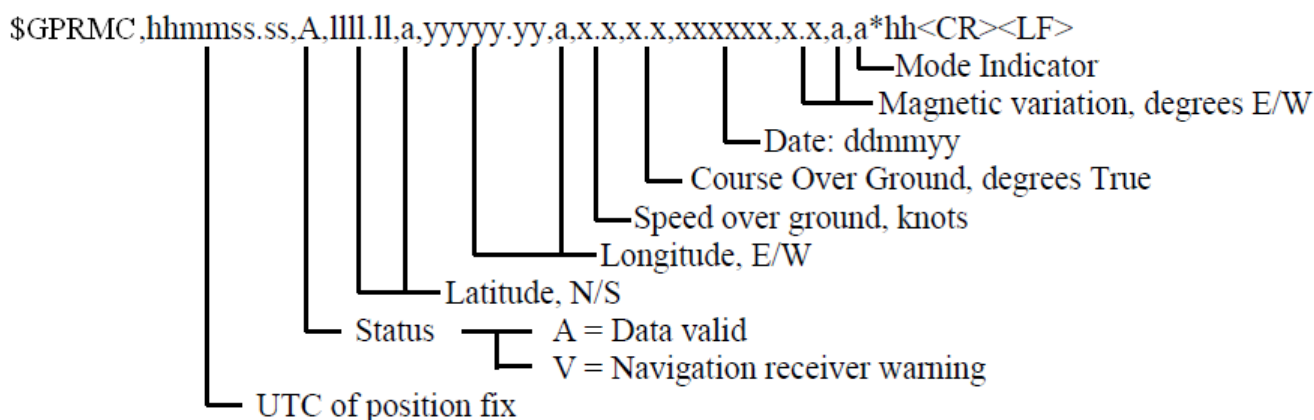 $GPRMC,hhmmss.ss,A,llll.ll,a,yyyyy.yy,a,x.x,x.x,xxxxxx,x.x,a,a*hh<CR><LF>
Mode Indicator
Magnetic variation, degrees E/W
Date: ddmmyy
Course Over Ground, degrees True
Speed over ground, knots
Longitude, E/W
Latitude, N/S
Status A = Data valid
V = Navigation receiver warning
UTC of position fix